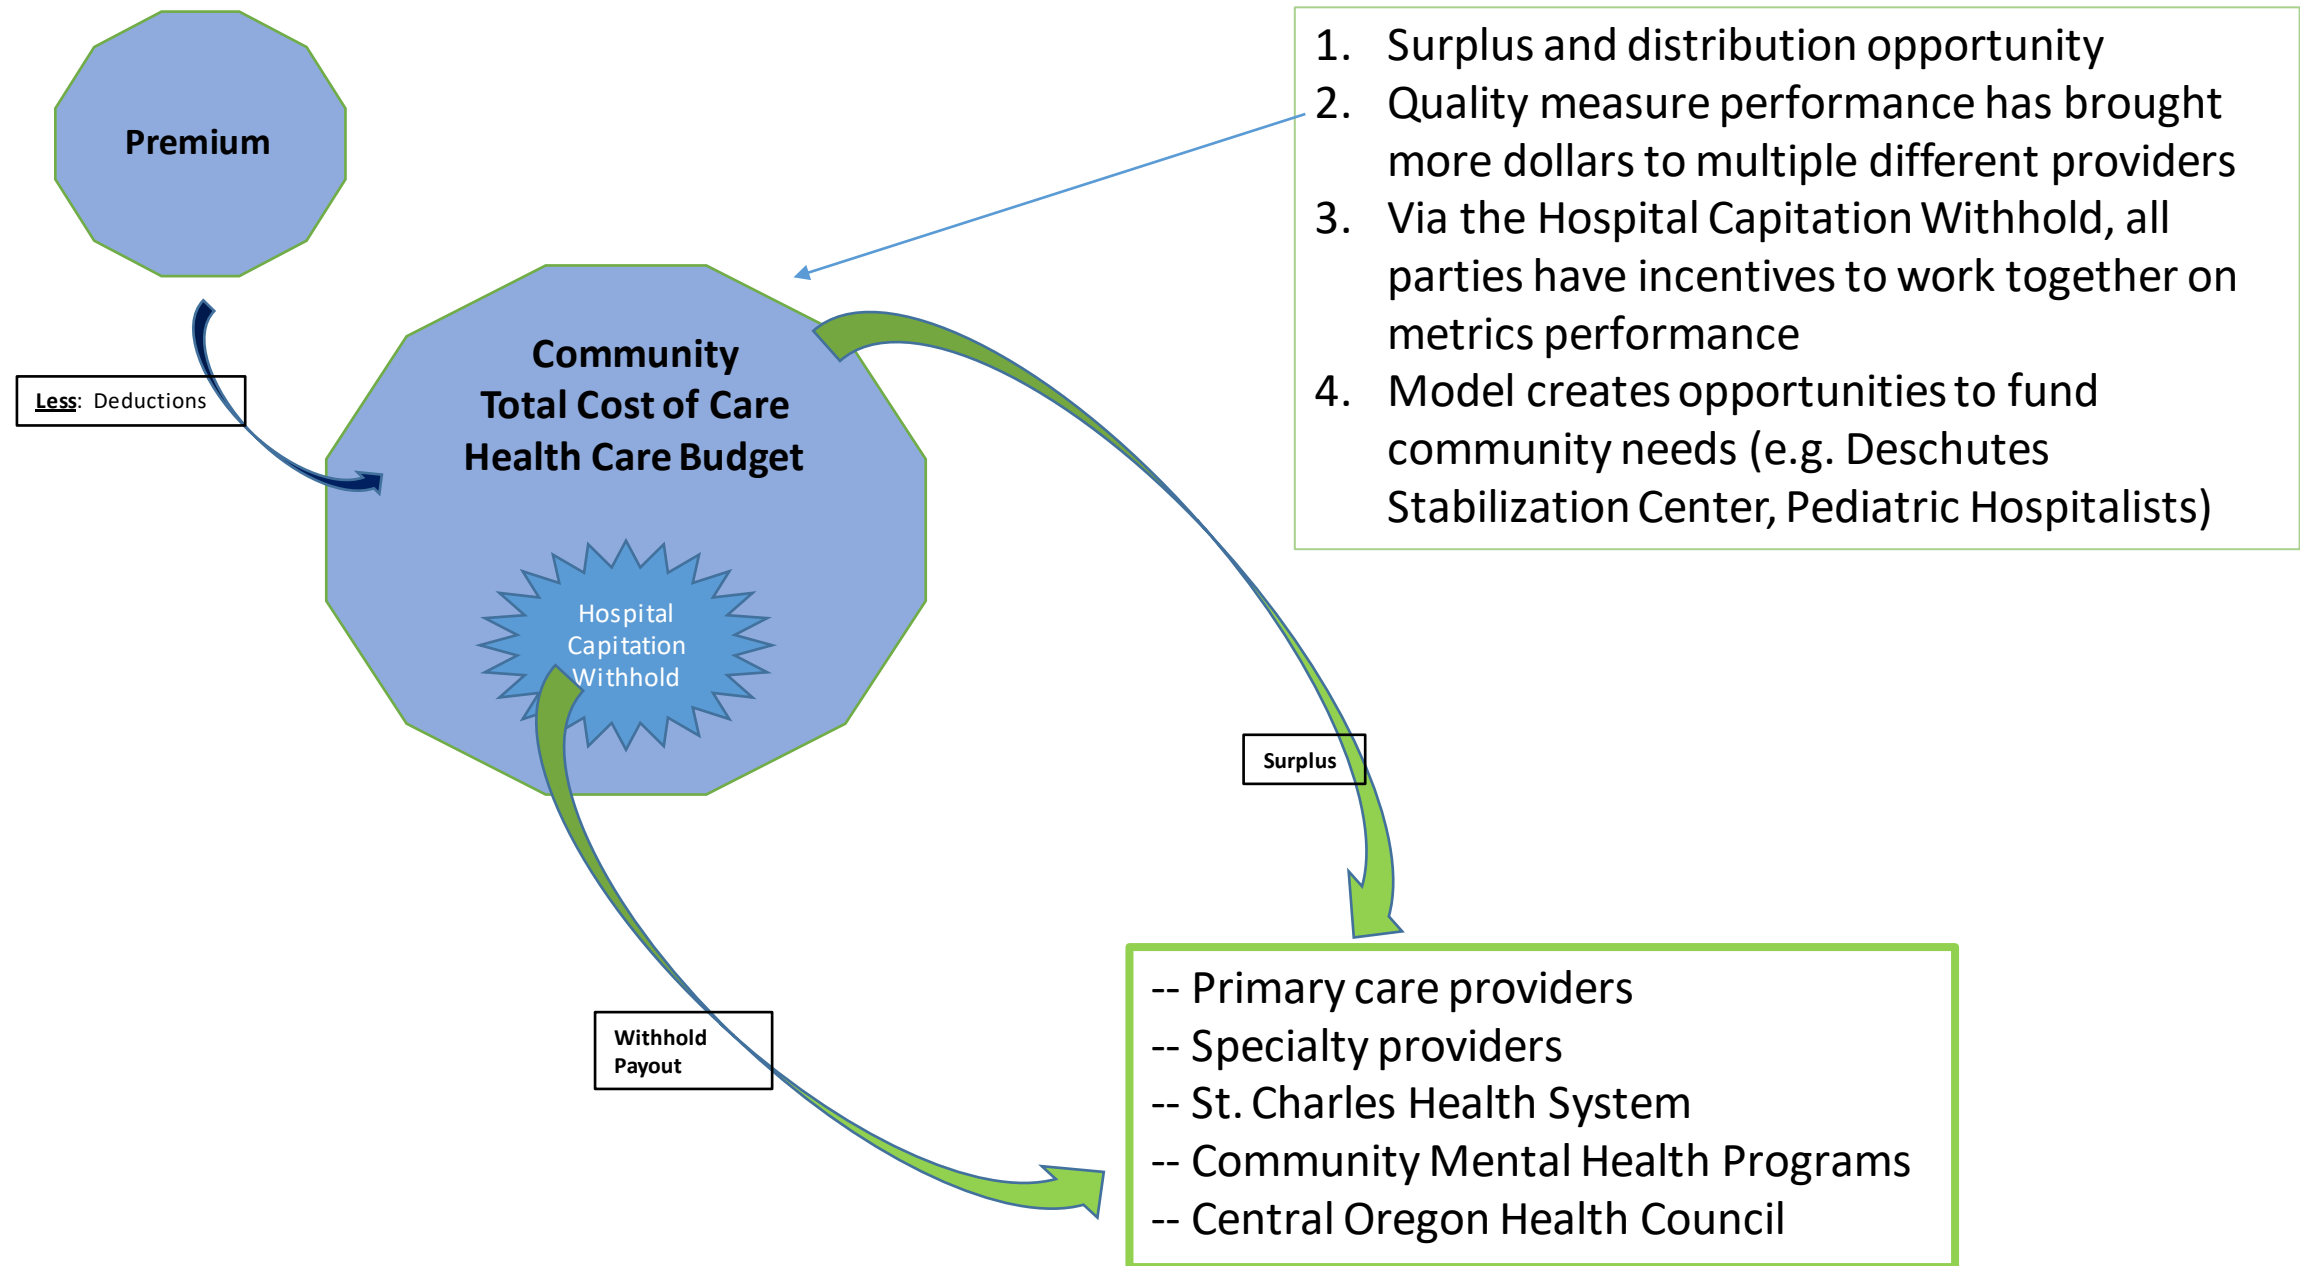 Premium
Less: Deductions
Community
Total Cost of Care
Health Care Budget
Hospital
Capitation
Withhold
1. Surplus and distribution opportunity
2. Quality measure performance has brought
more dollars to multiple different providers
3. Via the Hospital Capitation Withhold, all
parties have incentives to work together on
metrics performance
4. Model creates opportunities to fund
community needs (e.g. Deschutes
Stabilization Center, Pediatric Hospitalists)
Surplus
Withhold
Payout
-- Primary care providers
-- Specialty providers
-- St. Charles Health System
-- Community Mental Health Programs
-- Central Oregon Health Council